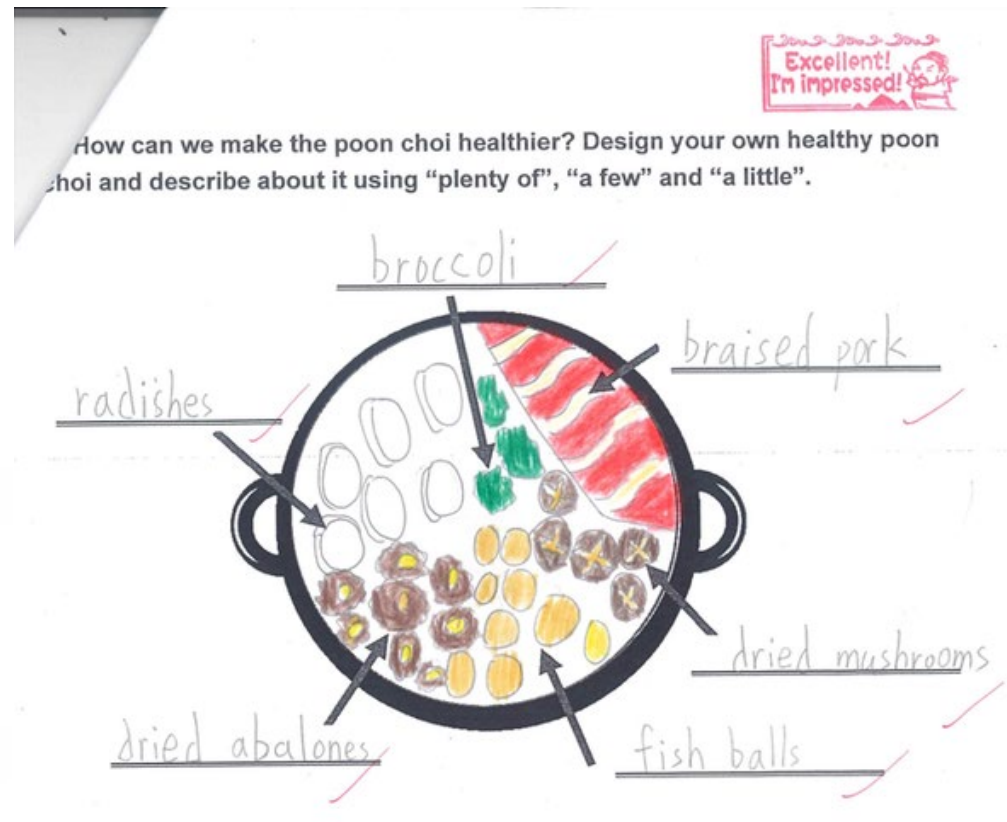 Excellent!
I'm impressed!
How can we make the poon choi healthier? Design your own healthy poon
choi and describe about it using “plenty of”, “a few” and “a little”.
broccoli
braised pork
radishes
dried mushrooms
dried abalones
fish balls